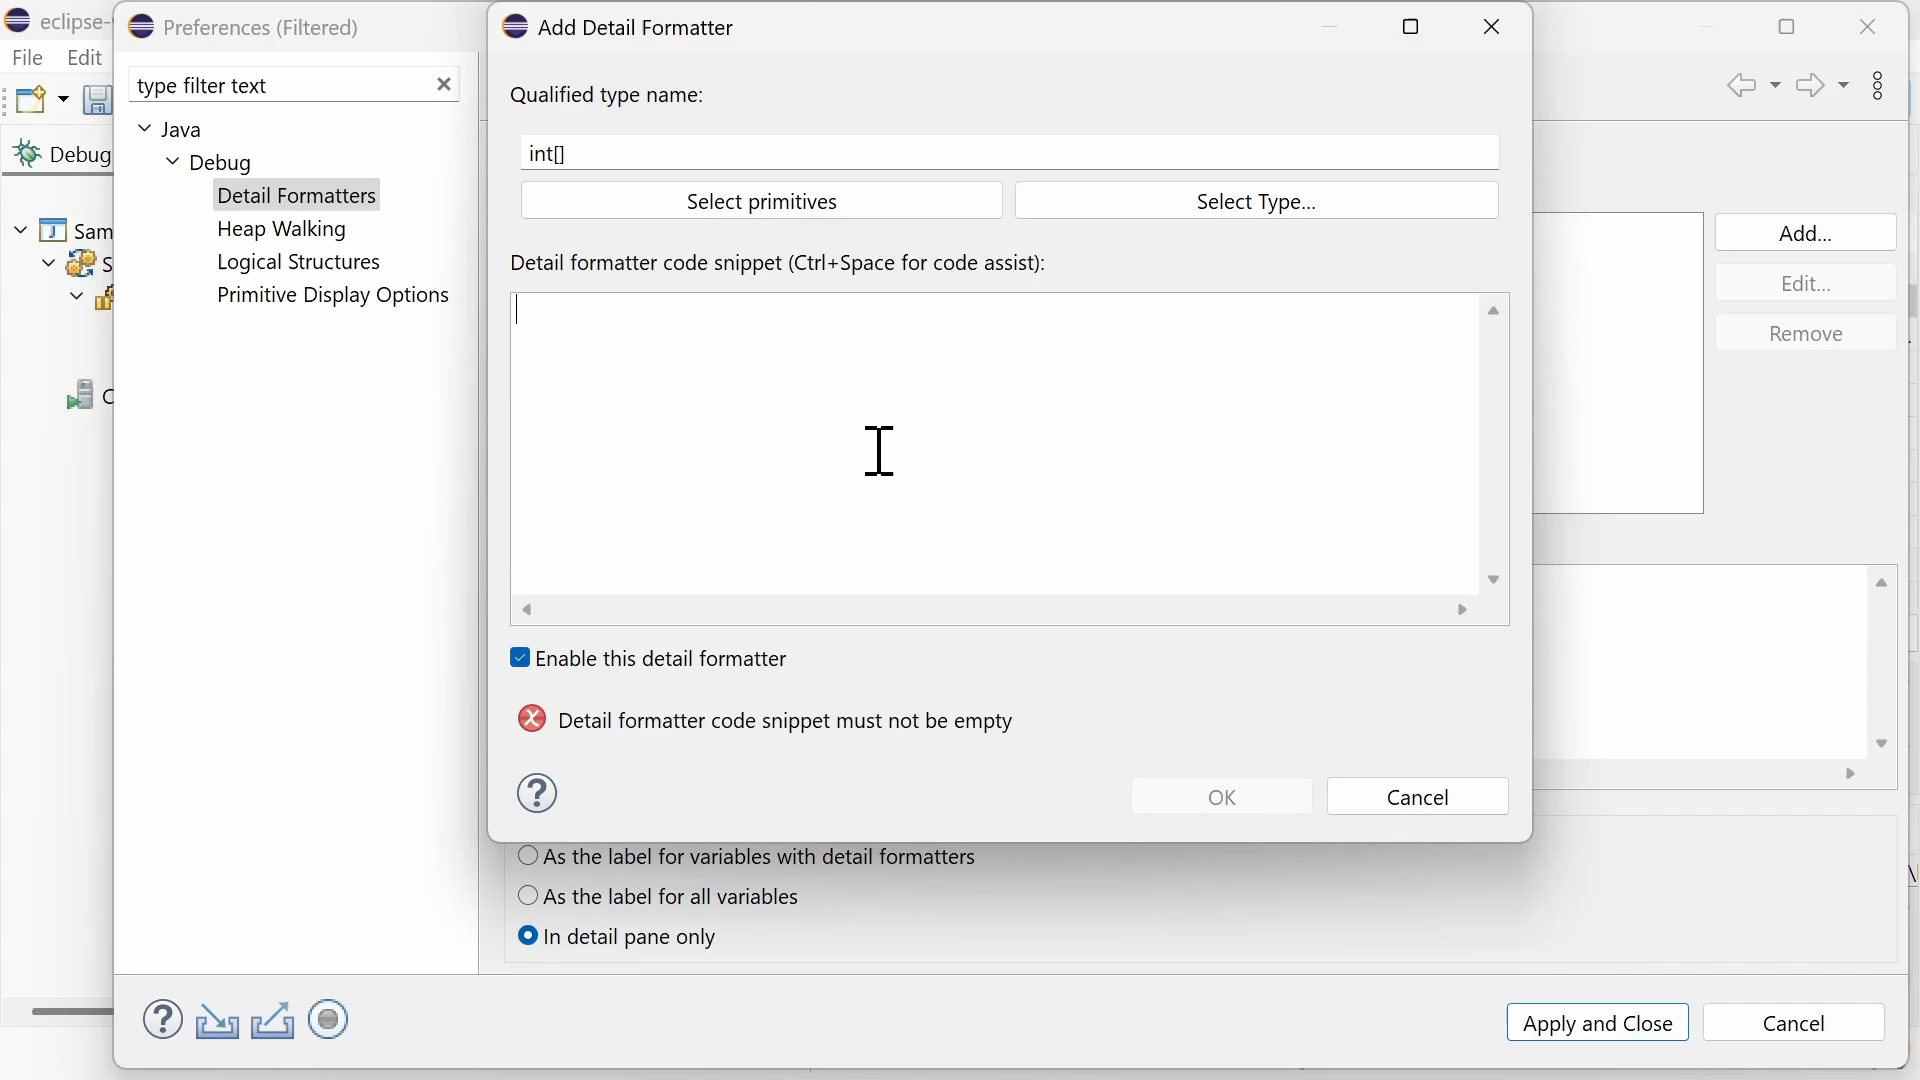 eclipse-
File Edit
Debug
Sam
S
C
Preferences (Filtered)
type filter text
Java
Debug
Detail Formatters
Heap Walking
Logical Structures
Primitive Display Options
Add Detail Formatter
Qualified type name:
int[]
Select primitives Select Type...
Detail formatter code snippet (Ctrl+Space for code assist):
Enable this detail formatter
Detail formatter code snippet must not be empty
OK Cancel
Add...
Edit...
Remove
As the label for variables with detail formatters
As the label for all variables
In detail pane only
Apply and Close Cancel